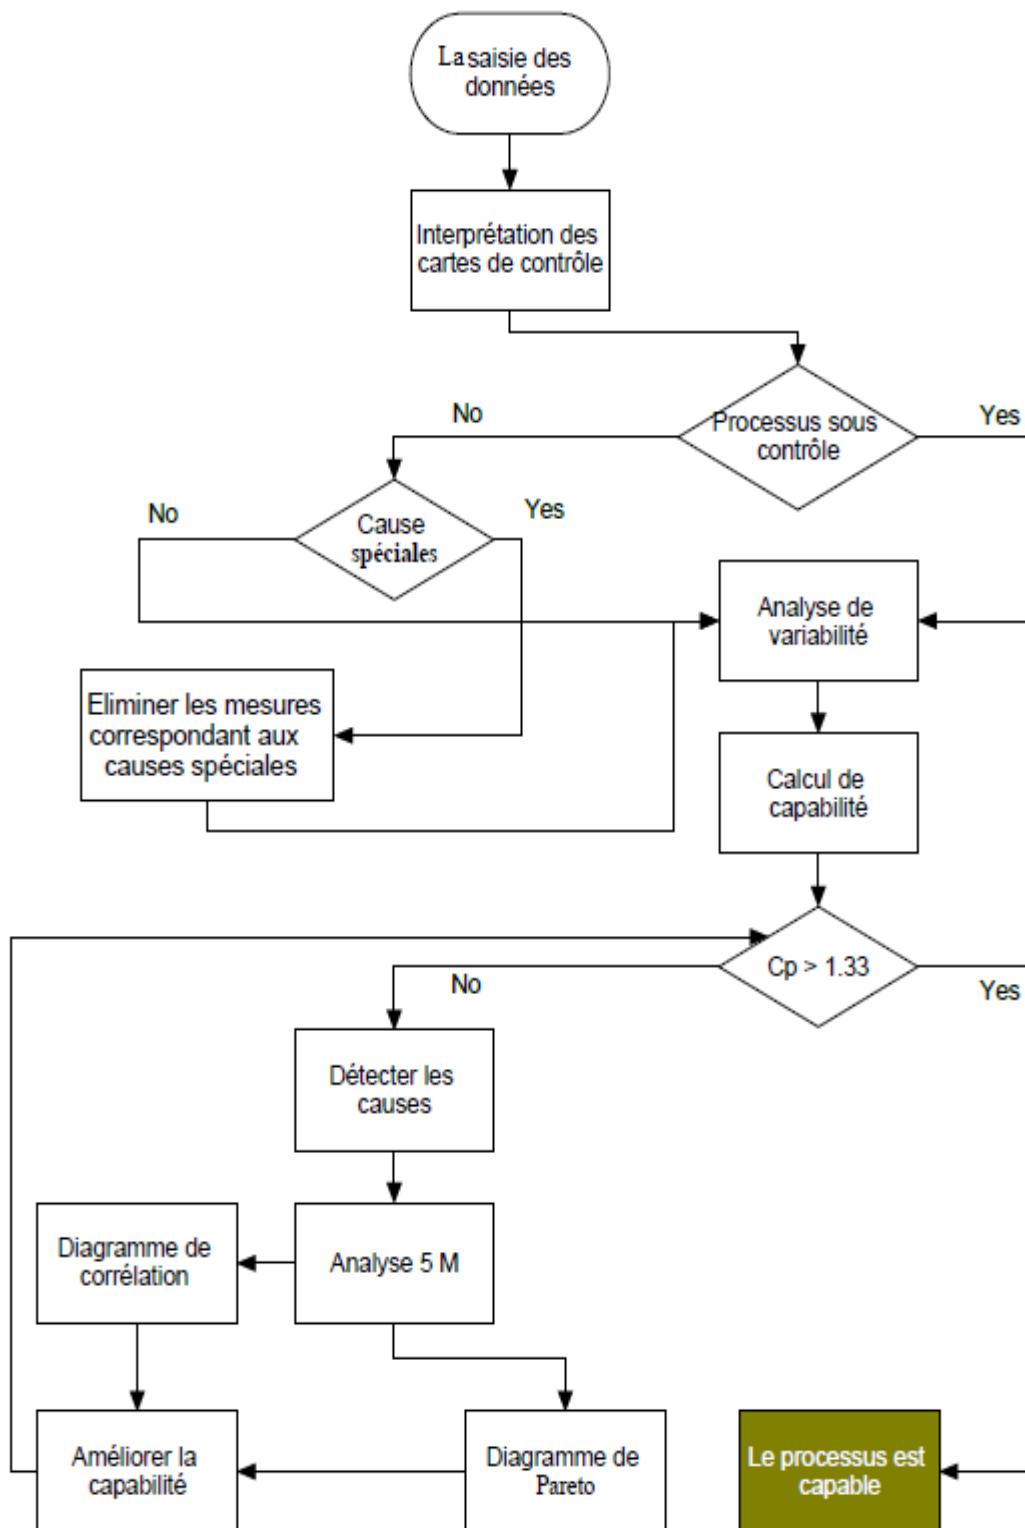 La saisie des
données
Interprétation des
cartes de contrôle
Processus sous
contrôle
No
Yes
Cause
spéciales
No
Yes
Analyse de
variabilité
Eliminer les mesures
correspondant aux
causes spéciales
Calcul de
capabilité
Cp > 1.33
No
Yes
Détecter les
causes
Analyse 5 M
Diagramme de
corrélation
Améliorer la
capabilité
Diagramme de
Pareto
Le processus est
capable